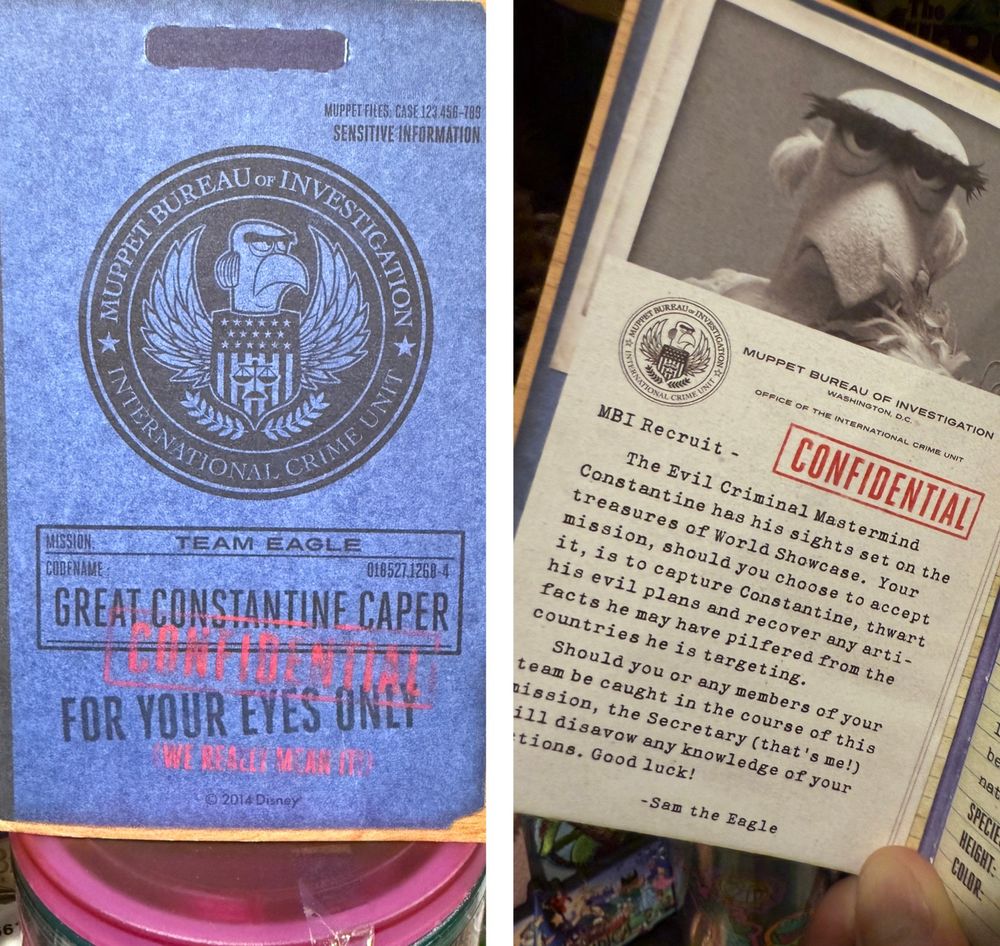 MUPPET FILES, CASE 123.456-789
SENSITIVE INFORMATION
MUPPET BUREAU OF INVESTIGATION
INTERNATIONAL CRIME UNIT
MISSION: TEAM EAGLE
CODENAME 018527.1268-4
GREAT CONSTANTINE CAPER
CONFIDENTIAL
FOR YOUR EYES ONLY
(WE REALLY MEAN IT!)
© 2014 Disney
The
MUPPET BUREAU OF INVESTIGATION
INTERNATIONAL CRIME UNIT
MUPPET BUREAU OF INVESTIGATION
WASHINGTON, D.C.
OFFICE OF THE INTERNATIONAL CRIME UNIT
CONFIDENTIAL
MBI Recruit -
The Evil Criminal Mastermind
Constantine has his sights set on the
treasures of World Showcase. Your
mission, should you choose to accept
it, is to capture Constantine, thwart
his evil plans and recover any arti-
facts he may have pilfered from the
countries he is targeting.
Should you or any members of your
team be caught in the course of this
mission, the Secretary (that's me!)
ill disavow any knowledge of your
tions. Good luck!
-Sam the Eagle
be
nat
SPECIE
HEIGHT-
COLOR-